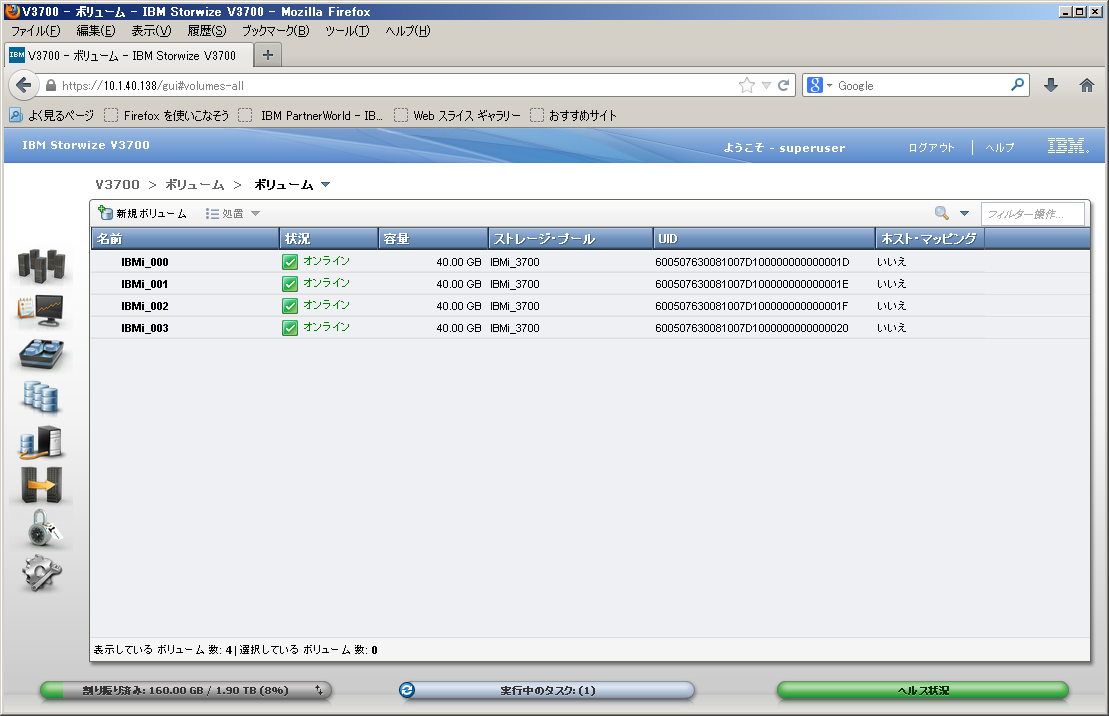 V3700 - ボリューム - IBM Storwize V3700 - Mozilla Firefox
ファイル(F) 編集(E) 表示(V) 履歴(S) ブックマーク(B) ツール(T) ヘルプ(H)
IBM V3700 - ボリューム - IBM Storwize V3700 +
https://10.1.40.138/gui#volumes-all 8 Google
よく見るページ Firefox を使いこなそう IBM PartnerWorld - IB... Web スライス ギャラリー おすすめサイト
IBM Storwize V3700 ようこそ - superuser ログアウト ヘルプ IBM.
V3700 > ボリューム > ボリューム
新規ボリューム 処置 フィルター操作...
名前 状況 容量 ストレージ・プール UID ホスト・マッピング
IBMi_000 オンライン 40.00 GB IBMi_3700 600507630081007D100000000000001D いいえ
IBMi_001 オンライン 40.00 GB IBMi_3700 600507630081007D100000000000001E いいえ
IBMi_002 オンライン 40.00 GB IBMi_3700 600507630081007D100000000000001F いいえ
IBMi_003 オンライン 40.00 GB IBMi_3700 600507630081007D1000000000000020 いいえ
表示している ボリューム 数: 4 | 選択している ボリューム 数: 0
割り振り済み: 160.00 GB / 1.90 TB (8%) 実行中のタスク: (1) ヘルス状況